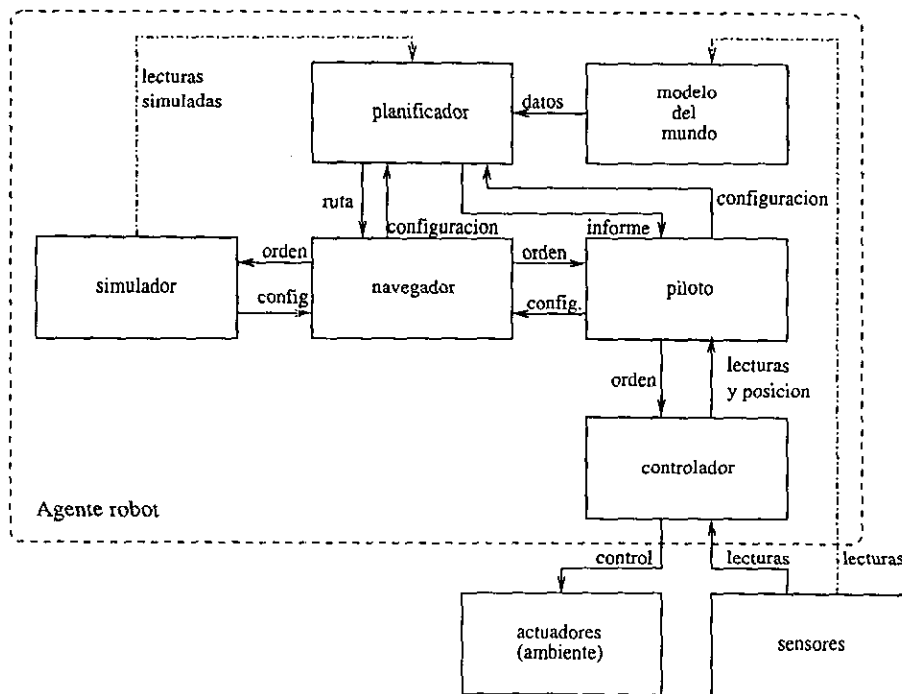 lecturas
simuladas
planificador
datos
modelo
del
mundo
ruta
configuracion
informe
configuracion
simulador
orden
config
navegador
orden
config.
piloto
orden
lecturas
y posicion
controlador
Agente robot
control
lecturas
lecturas
actuadores
(ambiente)
sensores